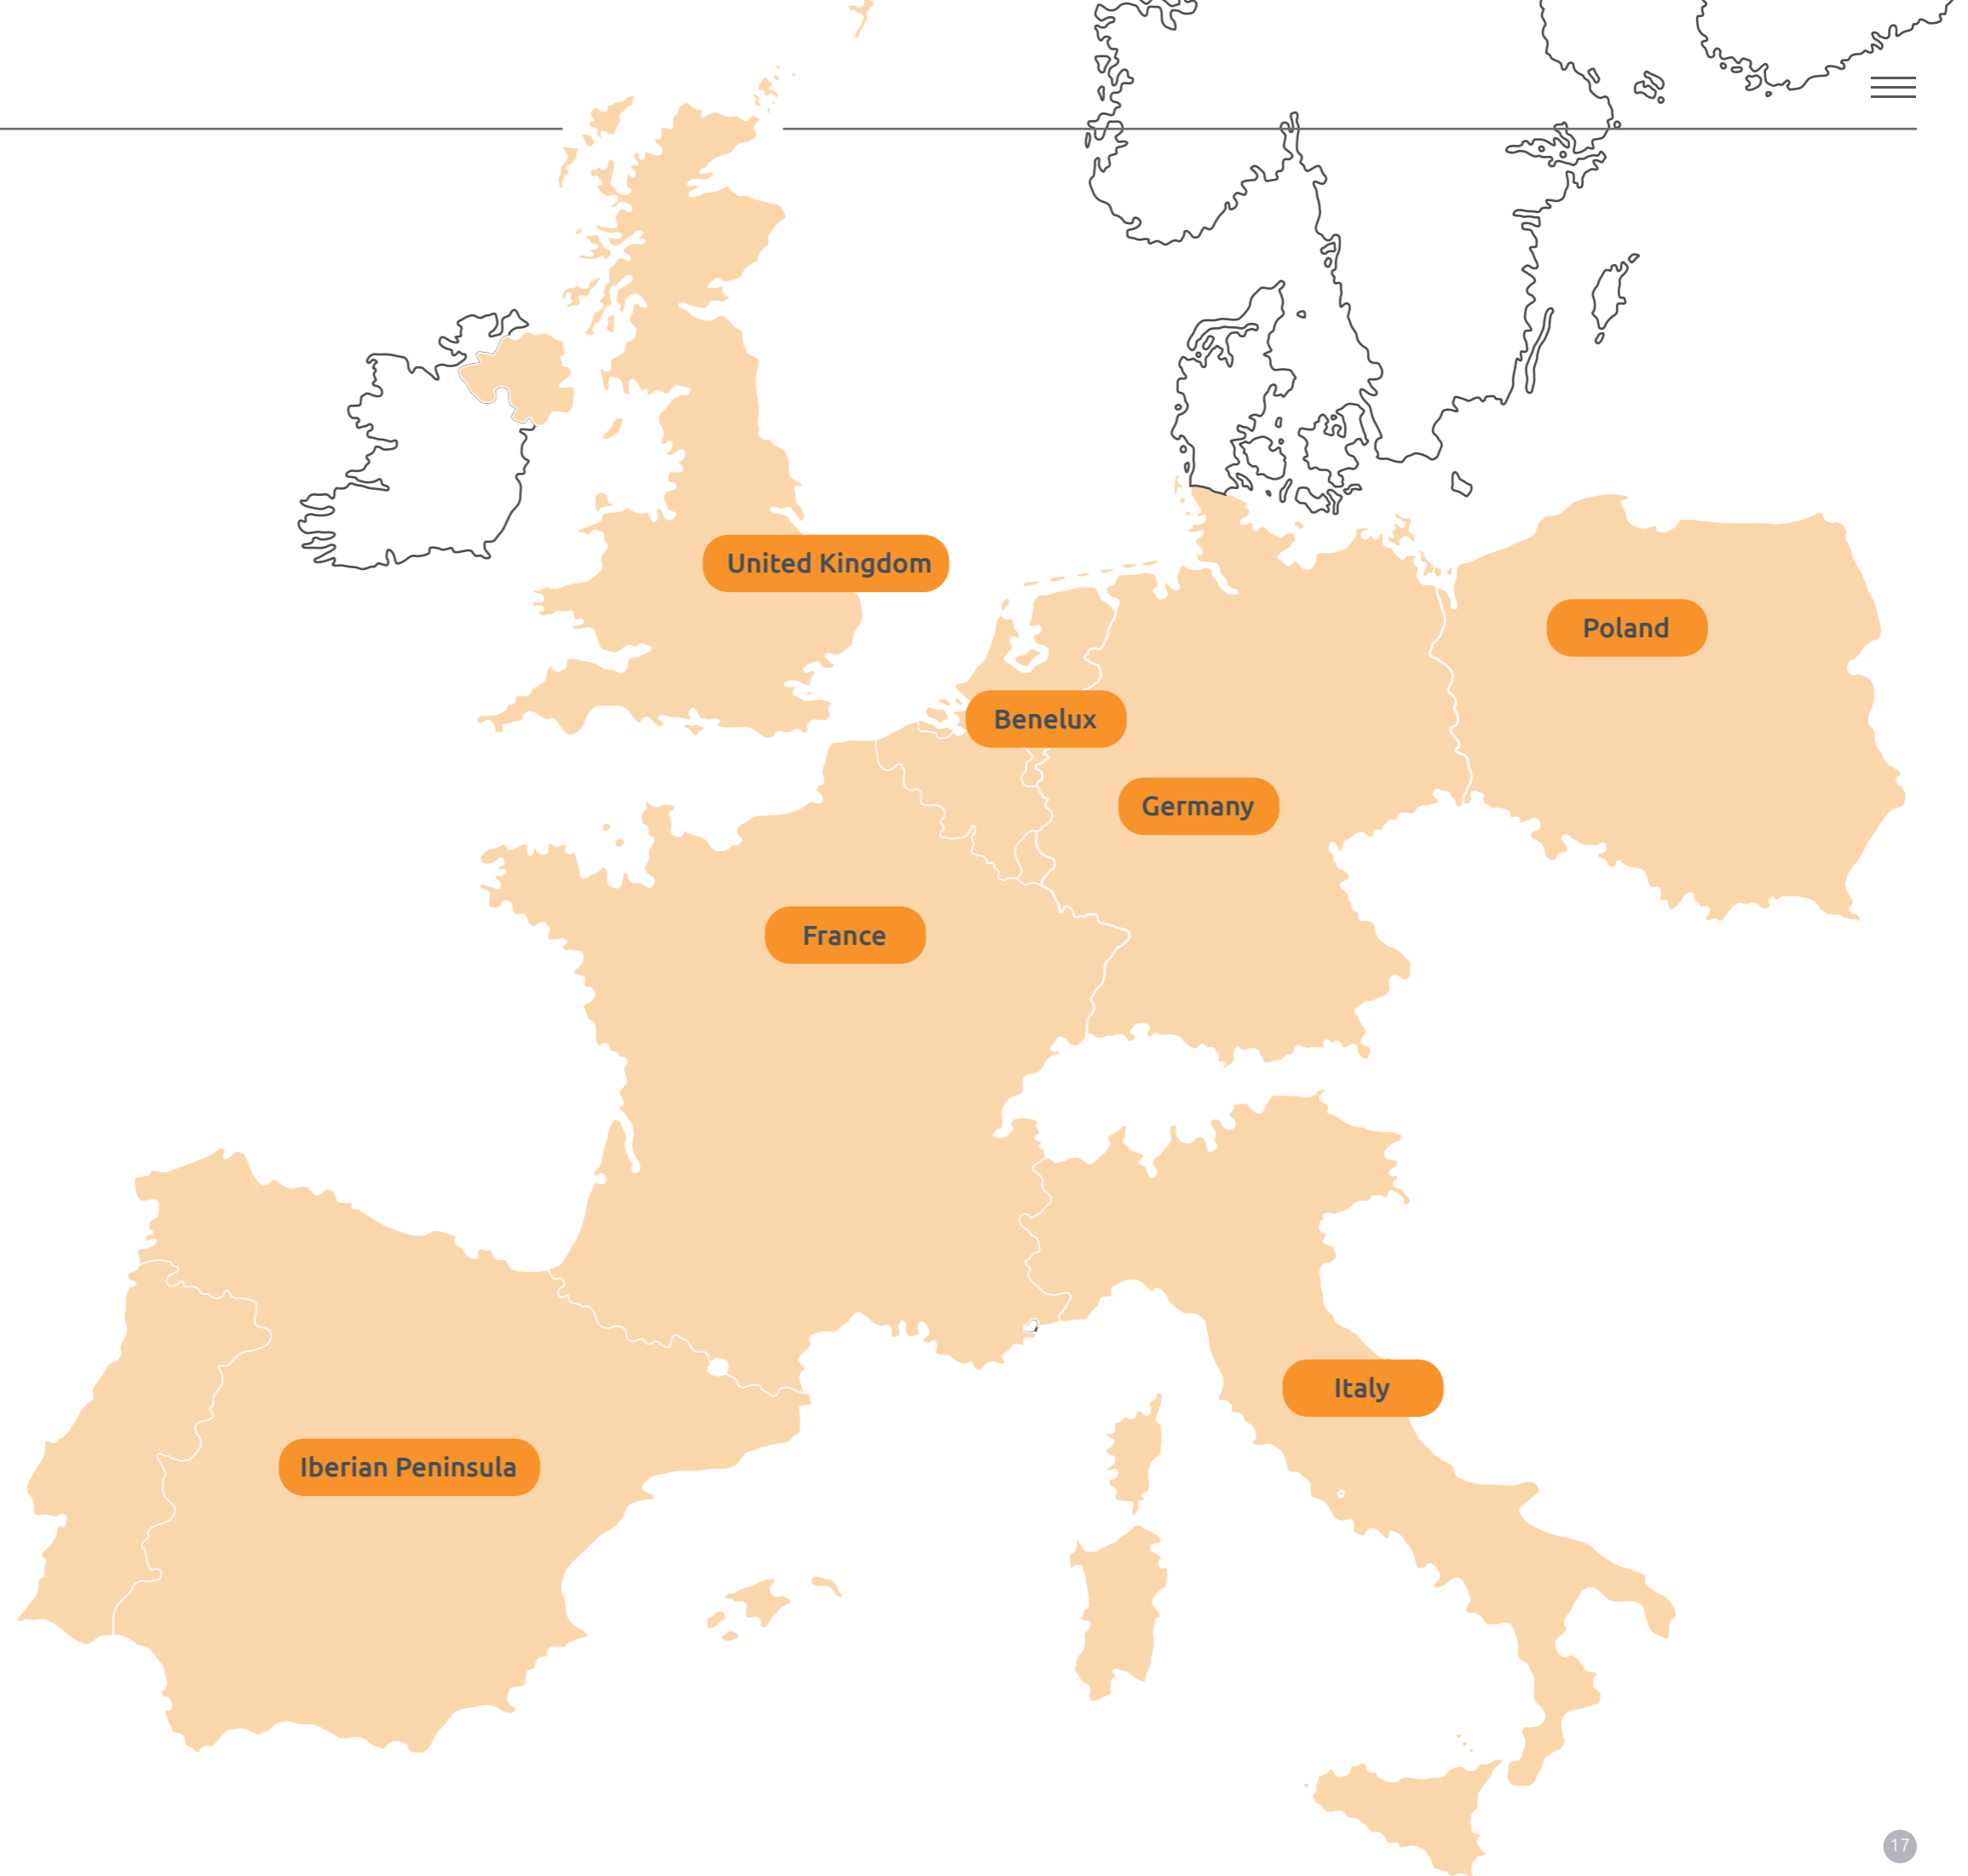 United Kingdom
Poland
Benelux
Germany
France
Italy
Iberian Peninsula
17